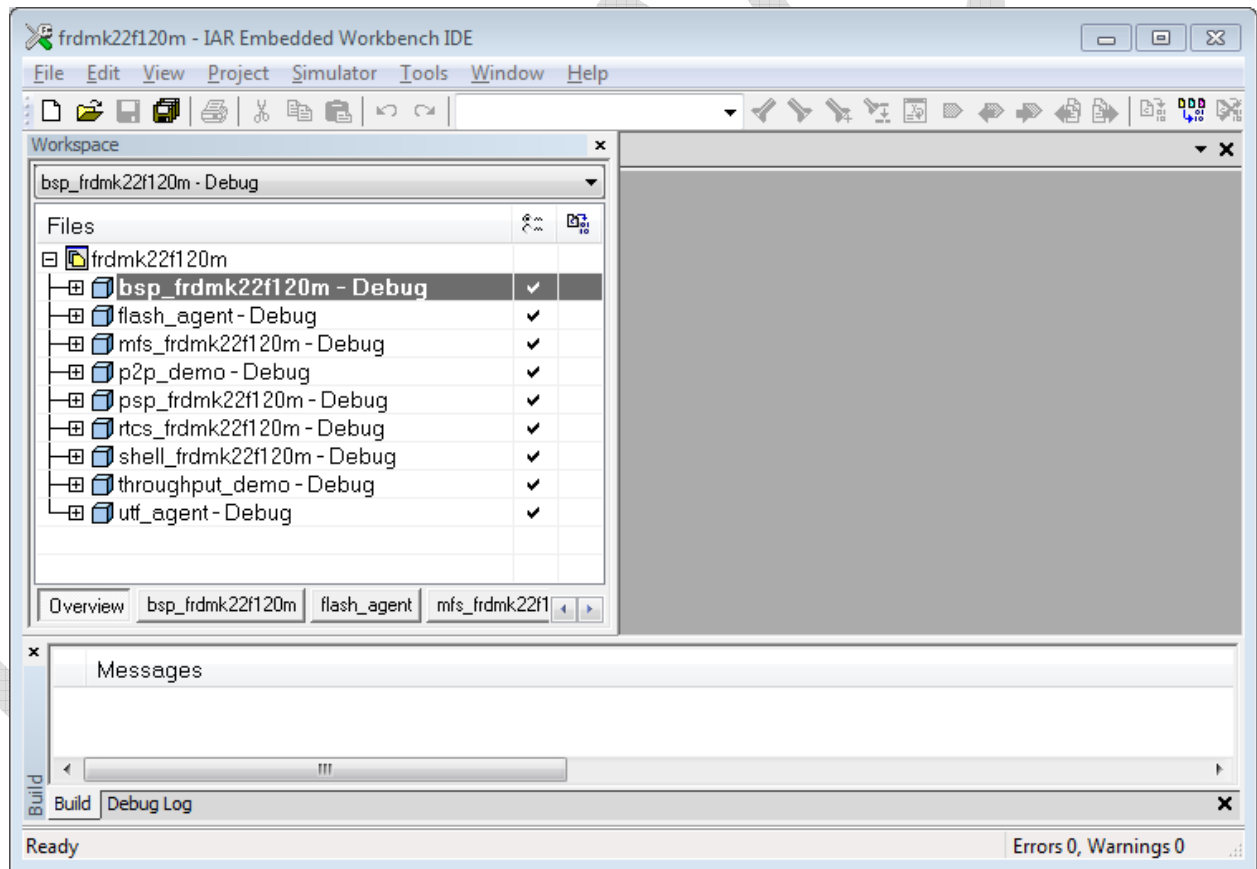 frdmk22f120m - IAR Embedded Workbench IDE
File Edit View Project Simulator Tools Window Help
Workspace
bsp_frdmk22f120m - Debug
Files
frdmk22f120m
bsp_frdmk22f120m - Debug
flash_agent - Debug
mfs_frdmk22f120m - Debug
p2p_demo - Debug
psp_frdmk22f120m - Debug
rtcs_frdmk22f120m - Debug
shell_frdmk22f120m - Debug
throughput_demo - Debug
utf_agent - Debug
Overview bsp_frdmk22f120m flash_agent mfs_frdmk22f1
Messages
Build
Build Debug Log
Ready Errors 0, Warnings 0